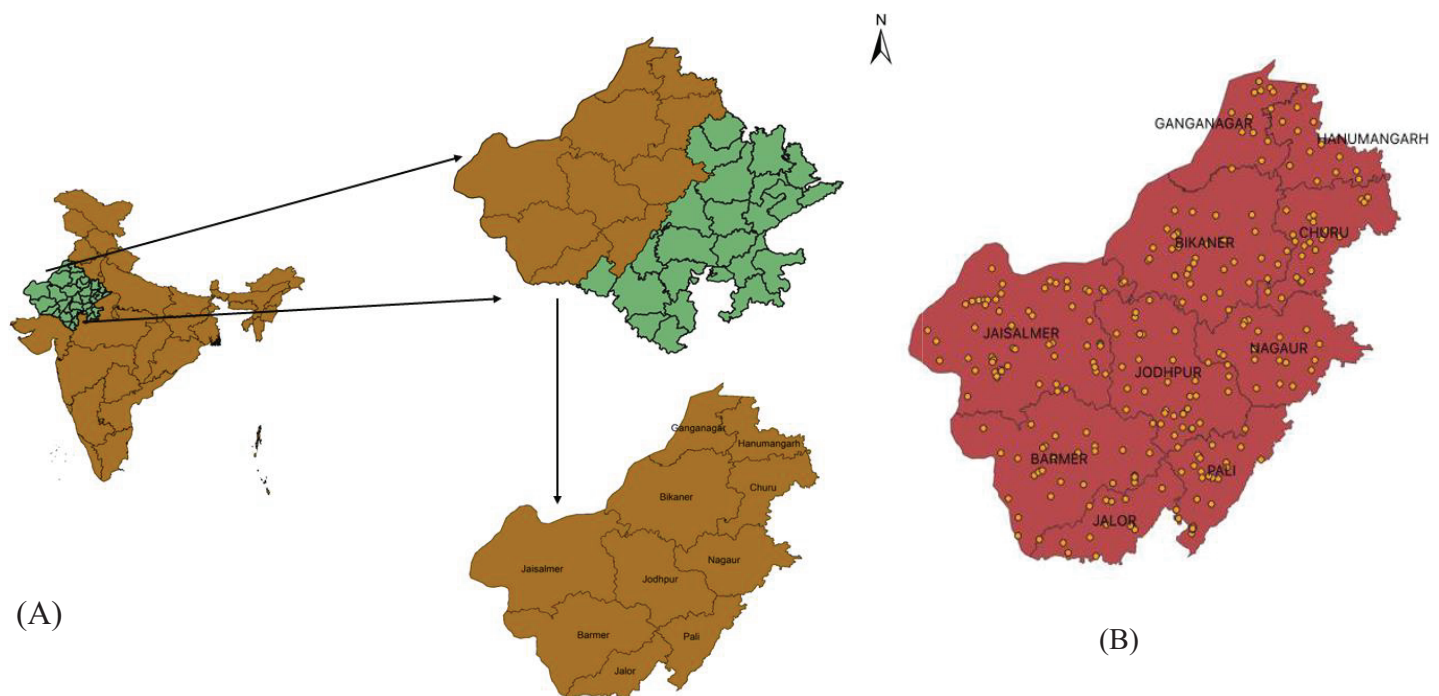 Ganganagar
Hanumangarh
Churu
Bikaner
Nagaur
Jaisalmer
Jodhpur
Barmer
Pali
Jalor
(A)
N
GANGANAGAR
HANUMANGARH
CHURU
BIKANER
JAISALMER
NAGAUR
JODHPUR
BARMER
PALI
JALOR
(B)